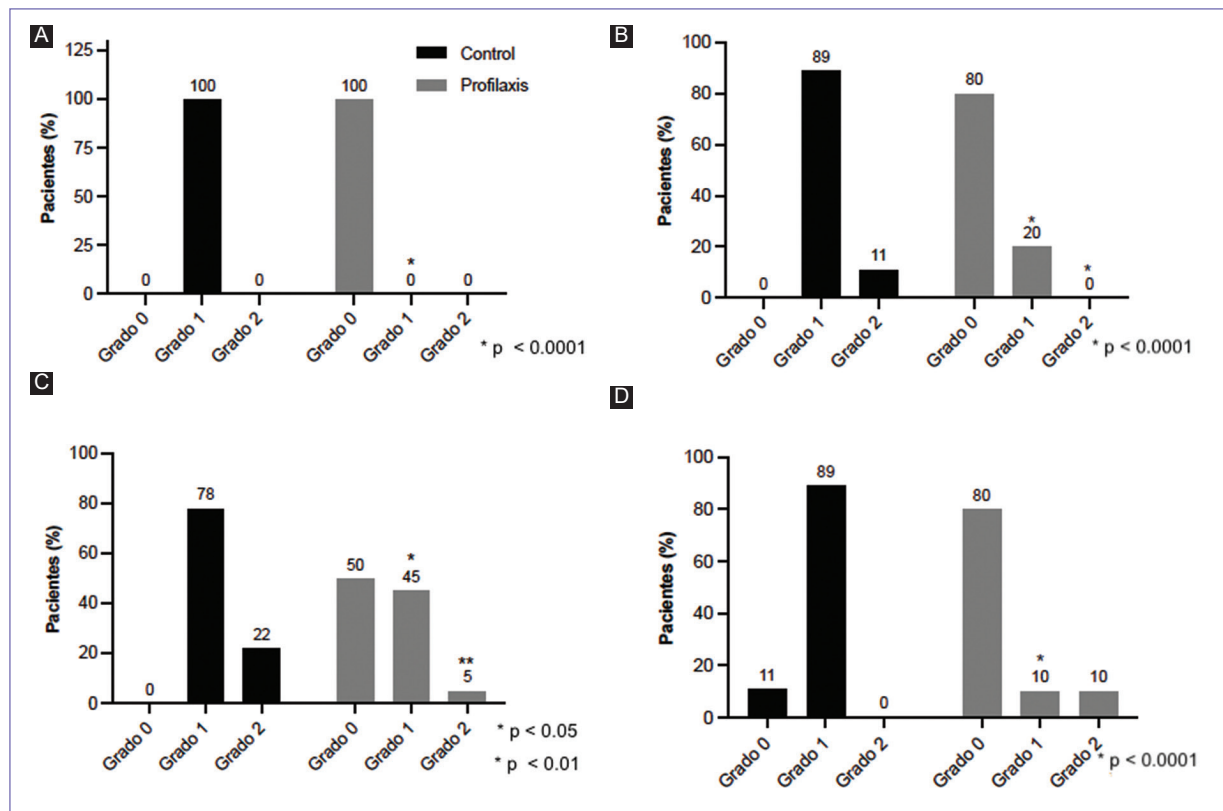 A
Pacientes (%)
125
100
75
50
25
0
0
100
0
100
*
0
0
Grado 0
Grado 1
Grado 2
Grado 0
Grado 1
Grado 2
Control
Profilaxis
* p < 0.0001
B
Pacientes (%)
100
80
60
40
20
0
0
89
11
80
*
20
*
0
Grado 0
Grado 1
Grado 2
Grado 0
Grado 1
Grado 2
* p < 0.0001
C
Pacientes (%)
100
80
60
40
20
0
0
78
22
50
*
45
**
5
Grado 0
Grado 1
Grado 2
Grado 0
Grado 1
Grado 2
* p < 0.05
* p < 0.01
D
Pacientes (%)
100
80
60
40
20
0
11
89
0
80
*
10
10
Grado 0
Grado 1
Grado 2
Grado 0
Grado 1
Grado 2
* p < 0.0001